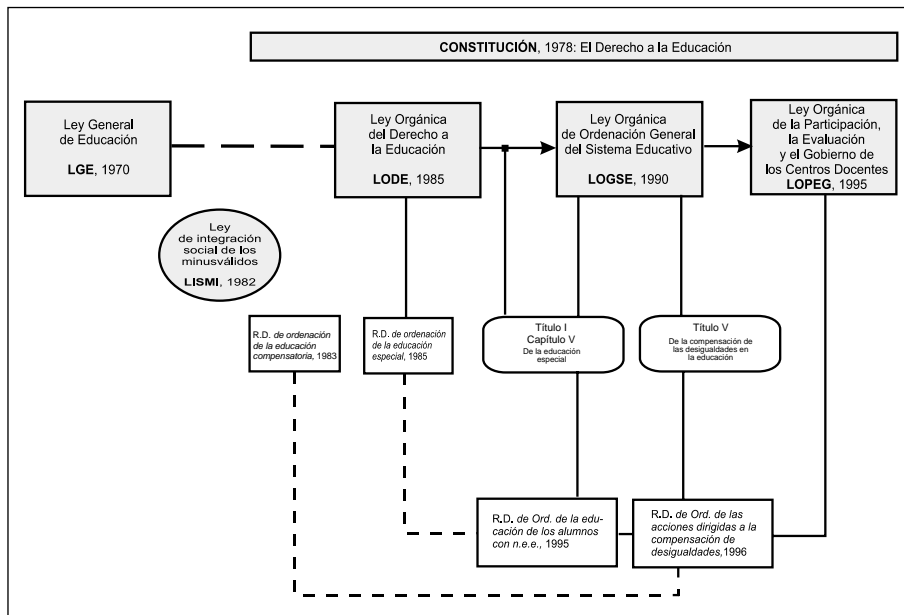 CONSTITUCIÓN, 1978: El Derecho a la Educación
Ley General
de Educación
LGE, 1970
Ley Orgánica
del Derecho a
la Educación
LODE, 1985
Ley Orgánica
de Ordenación General
del Sistema Educativo
LOGSE, 1990
Ley Orgánica
de la Participación,
la Evaluación
y el Gobierno de
los Centros Docentes
LOPEG, 1995
Ley
de integración
social de los
minusválidos
LISMI, 1982
R.D. de ordenación
de la educación
compensatoria, 1983
R.D. de ordenación
de la educación
especial, 1985
Título I
Capítulo V
De la educación
especial
Título V
De la compensación de
las desigualdades en
la educación
R.D. de Ord. de la edu-
cación de los alumnos
con n.e.e., 1995
R.D. de Ord. de las
acciones dirigidas a la
compensación de
desigualdades,1996